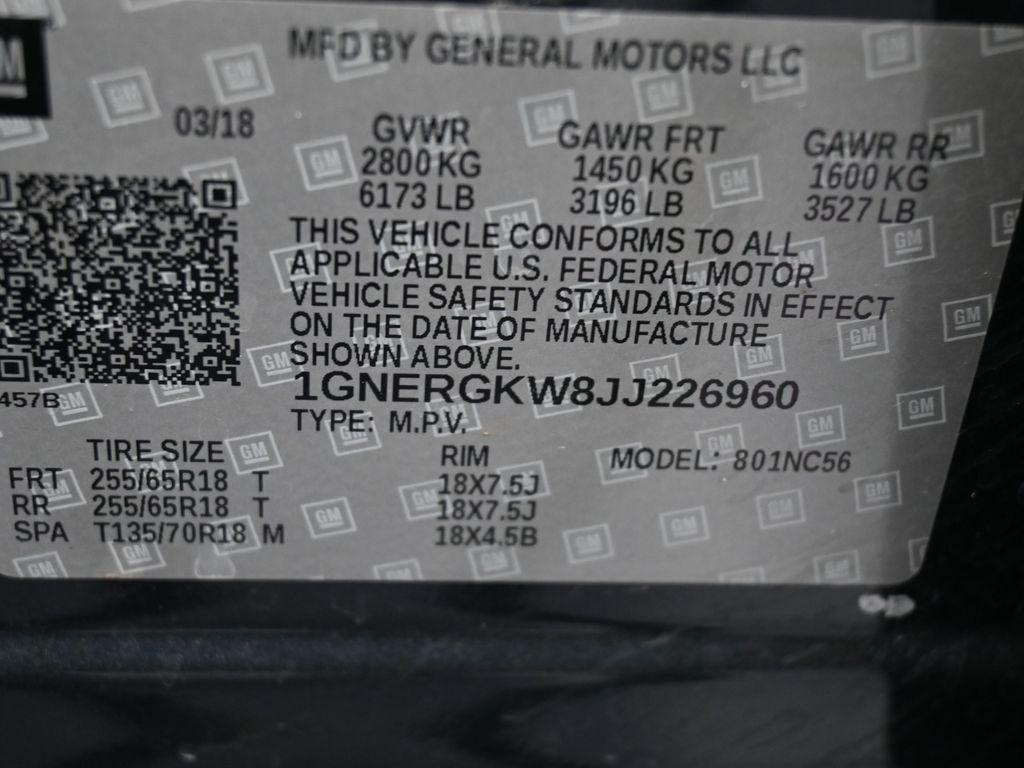 GM
MFD BY GENERAL MOTORS LLC
03/18
GVWR GAWR FRT GAWR RR
2800 KG 1450 KG 1600 KG
6173 LB 3196 LB 3527 LB
THIS VEHICLE CONFORMS TO ALL
APPLICABLE U.S. FEDERAL MOTOR
VEHICLE SAFETY STANDARDS IN EFFECT
ON THE DATE OF MANUFACTURE
SHOWN ABOVE.
457B
1GNERGKW8JJ226960
TYPE: M.P.V.
TIRE SIZE RIM MODEL: 801NC56
FRT 255/65R18 T 18X7.5J
RR 255/65R18 T 18X7.5J
SPA T135/70R18 M 18X4.5B